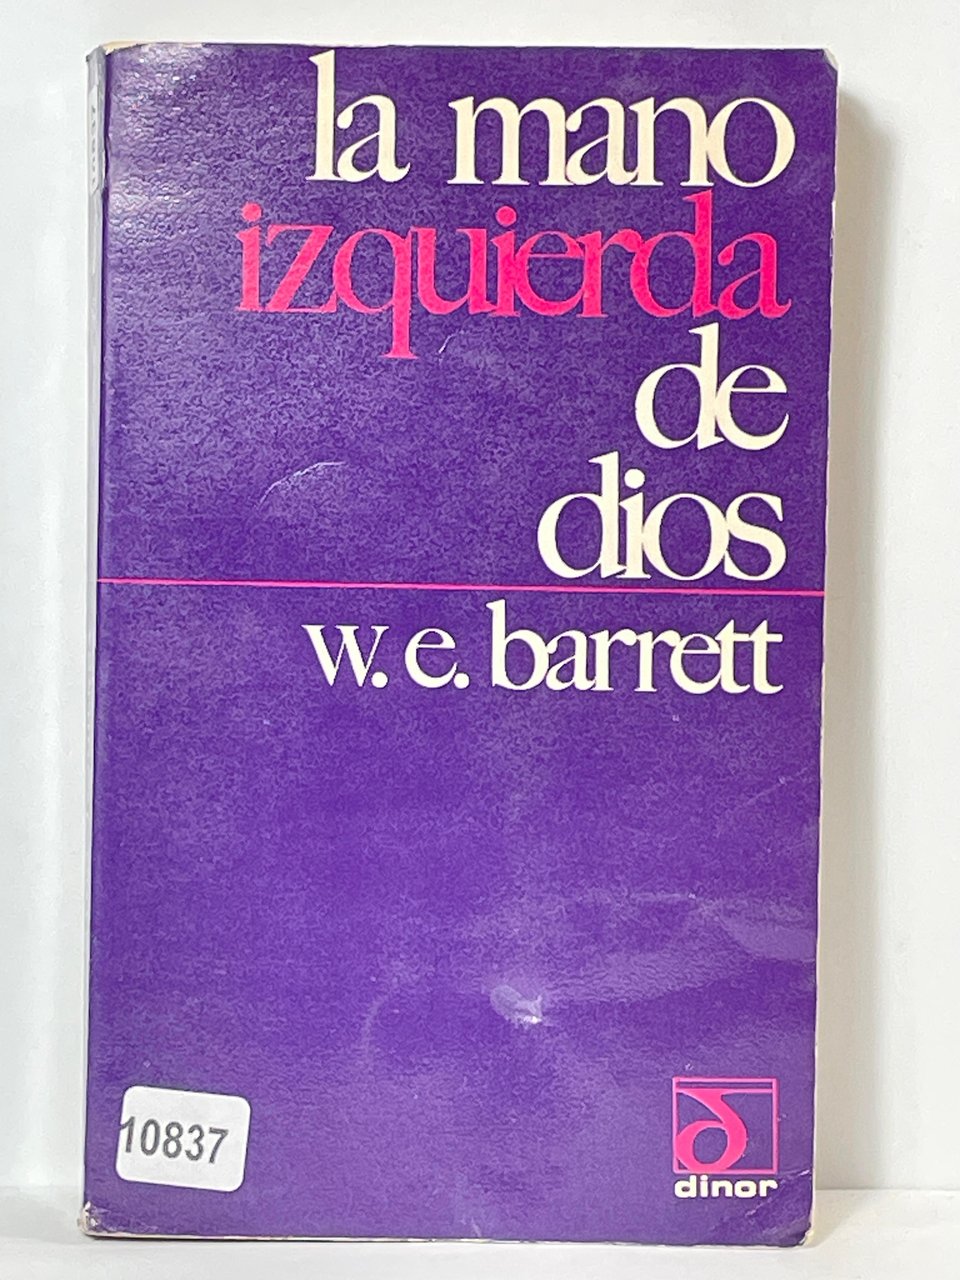 la mano
izquierda
de
dios
w. e. barrett
10837
dinor